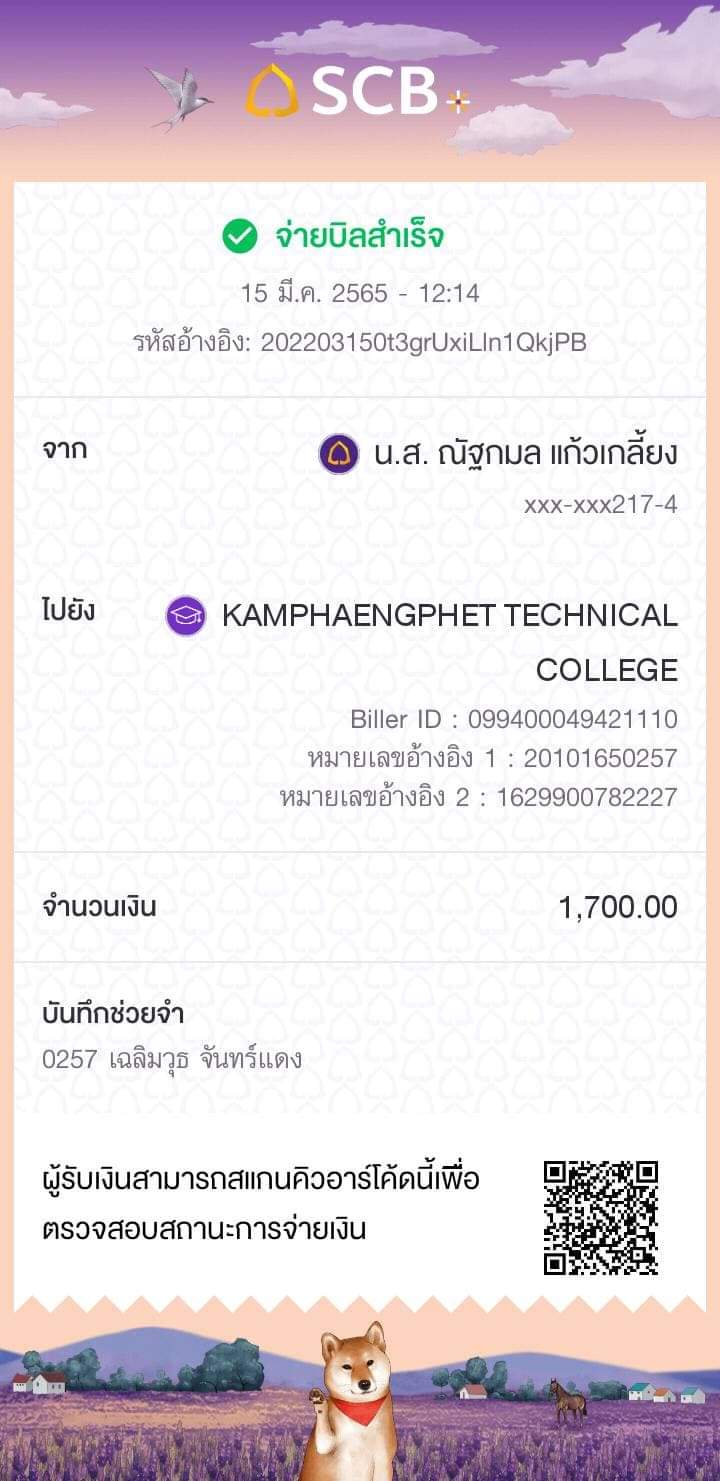 SCB
จ่ายบิลสำเร็จ
15 มี.ค. 2565 - 12:14
รหัสอ้างอิง: 202203150t3grUxiLln1QkjPB
จาก
น.ส. ณัฐกมล แก้วเกลี้ยง
xxx-xxx217-4
ไปยัง
KAMPHAENGPHET TECHNICAL
COLLEGE
Biller ID : 099400049421110
หมายเลขอ้างอิง 1 : 20101650257
หมายเลขอ้างอิง 2 : 1629900782227
จำนวนเงิน
1,700.00
บันทึกช่วยจำ
0257 เฉลิมวุธ จันทร์แดง
ผู้รับเงินสามารถสแกนคิวอาร์โค้ดนี้เพื่อ
ตรวจสอบสถานะการจ่ายเงิน